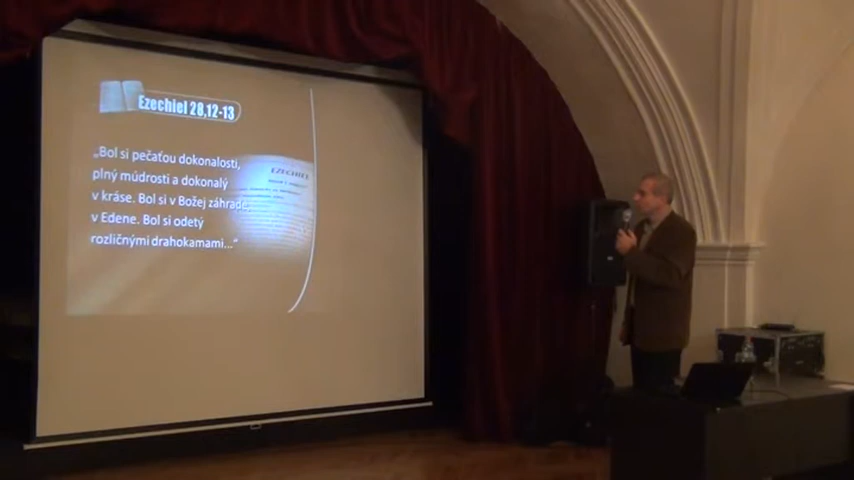 Ezechiel 28,12-13
„Bol si pečaťou dokonalosti,
plný múdrosti a dokonalý
v kráse. Bol si v Božej záhrade,
v Edene. Bol si odetý
rozličnými drahokamami...“
EZECHIEL